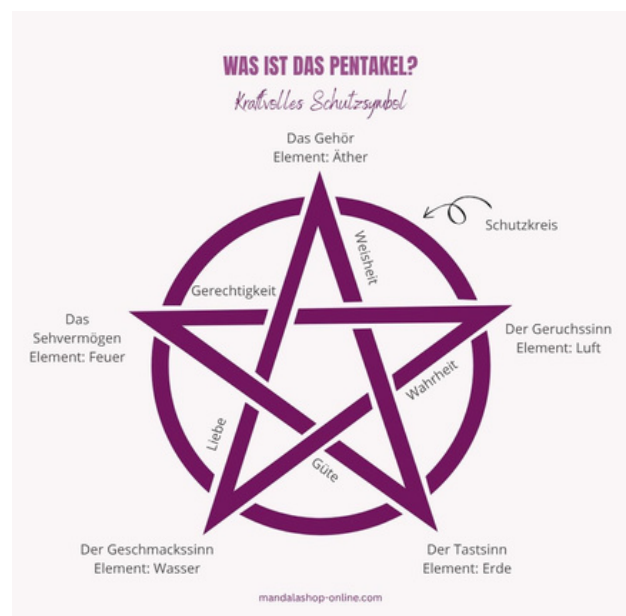 WAS IST DAS PENTAKEL?
Kraftvolles Schutzsymbol
Das Gehör
Element: Äther
Schutzkreis
Weisheit
Gerechtigkeit
Das
Sehvermögen
Element: Feuer
Der Geruchssinn
Element: Luft
Wahrheit
Liebe
Güte
Der Geschmackssinn
Element: Wasser
Der Tastsinn
Element: Erde
mandalashop-online.com